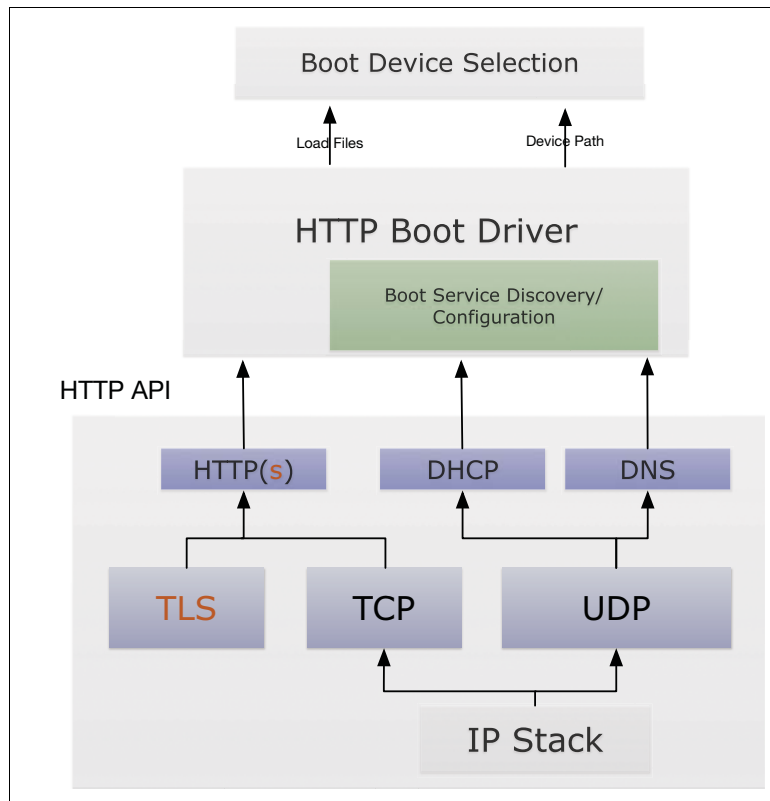 Boot Device Selection
Load Files
Device Path
HTTP Boot Driver
Boot Service Discovery/
Configuration
HTTP API
HTTP(s)
DHCP
DNS
TLS
TCP
UDP
IP Stack